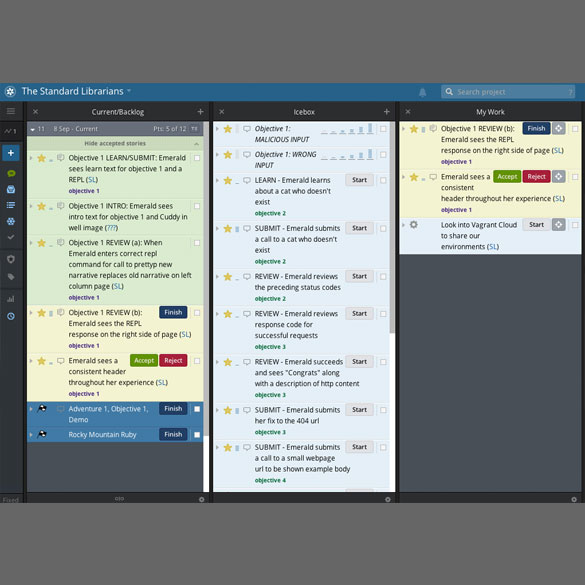 The Standard Librarians
Search project
?
Current/Backlog
Icebox
My Work
1
11 8 Sep - Current Pts: 5 of 12
Hide accepted stories
Objective 1 LEARN/SUBMIT: Emerald
sees learn text for objective 1 and a
REPL (SL)
objective 1
Objective 1 INTRO: Emerald sees
intro text for objective 1 and Cuddy in
well image (???)
Objective 1 REVIEW (a): When
Emerald enters correct repl
command for call to prettyp new
narrative replaces old narrative on left
column page (SL)
objective 1
Objective 1 REVIEW (b):
Finish
Emerald sees the REPL
response on the right side of page (SL)
objective 1
Emerald sees a
Accept
Reject
consistent header
throughout her experience (SL)
objective 1
Adventure 1, Objective 1,
Finish
Demo
Rocky Mountain Ruby
Finish
Objective 1:
MALICIOUS INPUT
Objective 1: WRONG
INPUT
LEARN - Emerald learns
Start
about a cat who doesn't
exist
objective 2
SUBMIT - Emerald submits
Start
a call to a cat who doesn't
exist
objective 2
REVIEW - Emerald reviews
Start
the preceding status codes
objective 2
REVIEW - Emerald reviews
Start
response code for
successful requests
objective 3
REVIEW - Emerald succeeds
Start
and sees "Congrats" along
with a description of http content
objective 3
SUBMIT - Emerald submits
Start
her fix to the 404 url
objective 3
SUBMIT - Emerald submits
Start
a call to a small webpage
url to be shown example body
objective 4
Objective 1 REVIEW (b):
Finish
Emerald sees the REPL
response on the right side of page (SL)
objective 1
Emerald sees a
Accept
Reject
consistent
header throughout her experience (SL)
objective 1
Look into Vagrant Cloud
Start
to share our
environments (SL)
Fixed